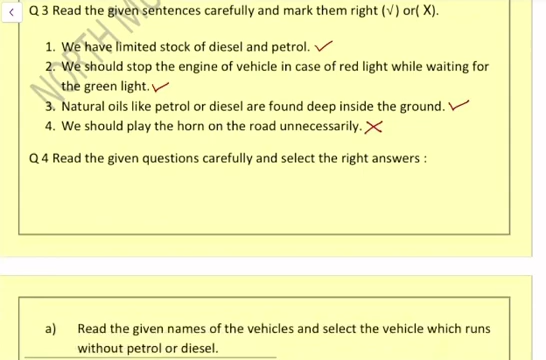 Q 3 Read the given sentences carefully and mark them right (√) or( X).
1. We have limited stock of diesel and petrol. ✓
2. We should stop the engine of vehicle in case of red light while waiting for
the green light. ✓
3. Natural oils like petrol or diesel are found deep inside the ground. ✓
4. We should play the horn on the road unnecessarily. ✗
Q 4 Read the given questions carefully and select the right answers :
a) Read the given names of the vehicles and select the vehicle which runs
without petrol or diesel.
NORTH